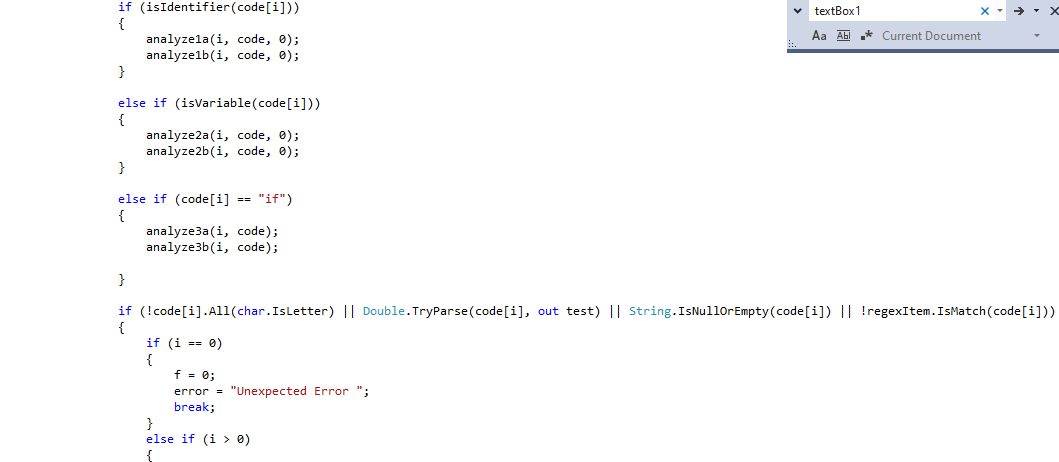 if (isIdentifier(code[i]))
{
analyze1a(i, code, 0);
analyze1b(i, code, 0);
}
else if (isVariable(code[i]))
{
analyze2a(i, code, 0);
analyze2b(i, code, 0);
}
else if (code[i] == "if")
{
analyze3a(i, code);
analyze3b(i, code);
}
if (!code[i].All(char.IsLetter) || Double.TryParse(code[i], out test) || String.IsNullOrEmpty(code[i]) || !regexItem.IsMatch(code[i]))
{
if (i == 0)
{
f = 0;
error = "Unexpected Error ";
break;
}
else if (i > 0)
{
textBox1
Aa Abl .* Current Document